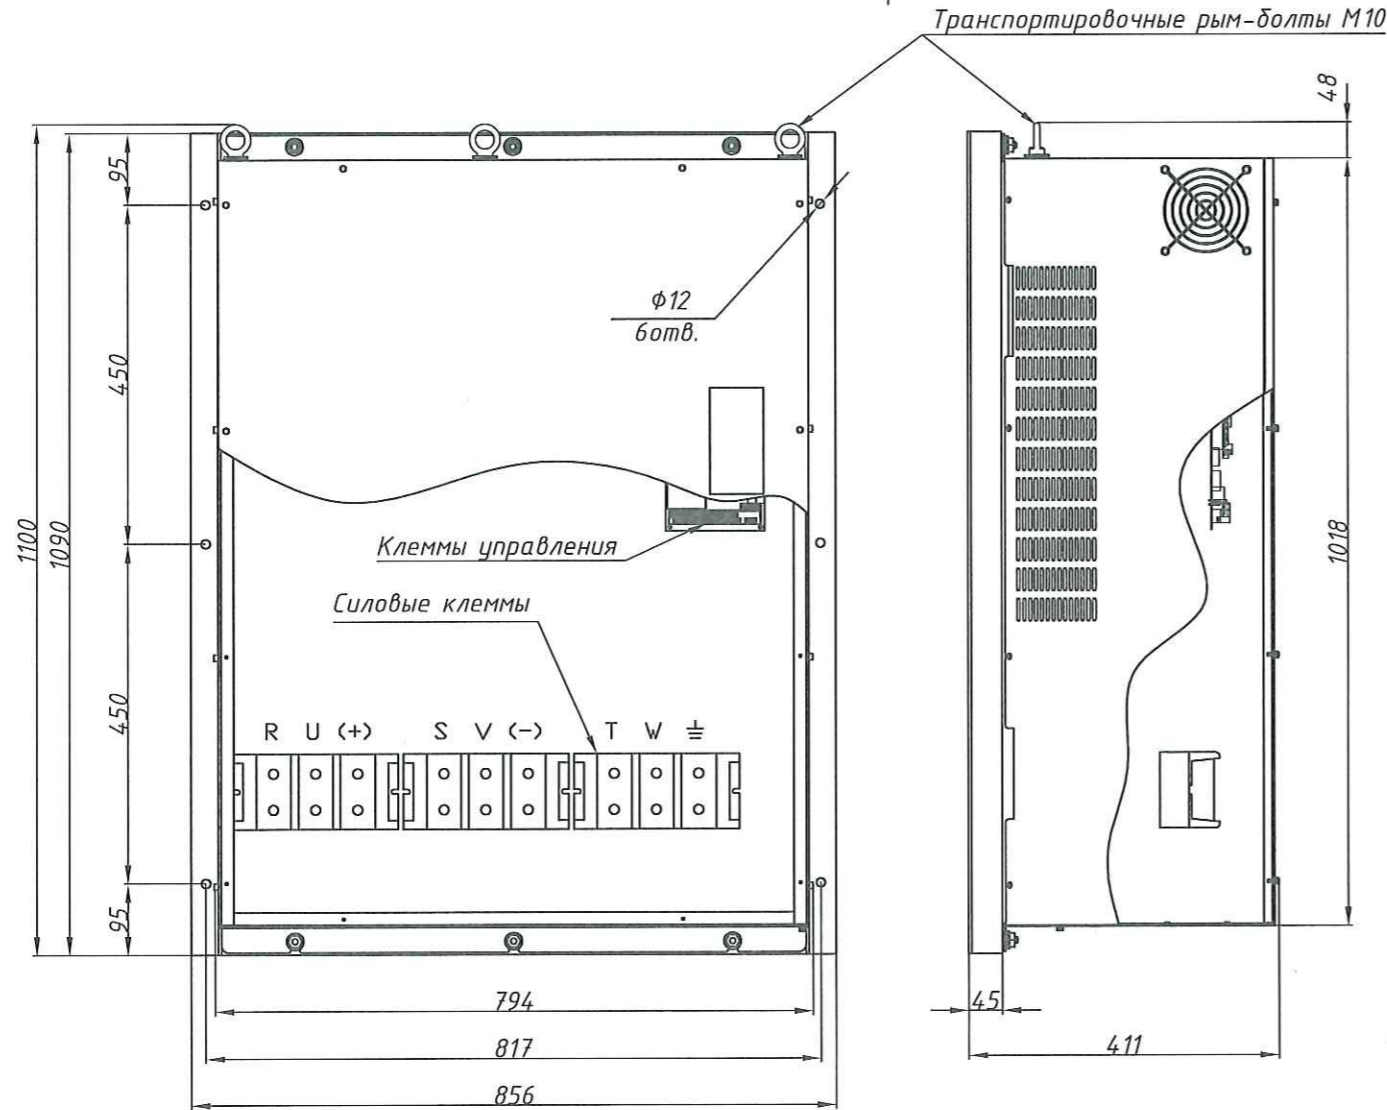 Транспортировочные рым-болты М10
48
95
ϕ12
6отв.
450
1100
1090
Клеммы управления
1018
Силовые клеммы
450
R U (+) S V (-) T W
95
794
45
817
411
856